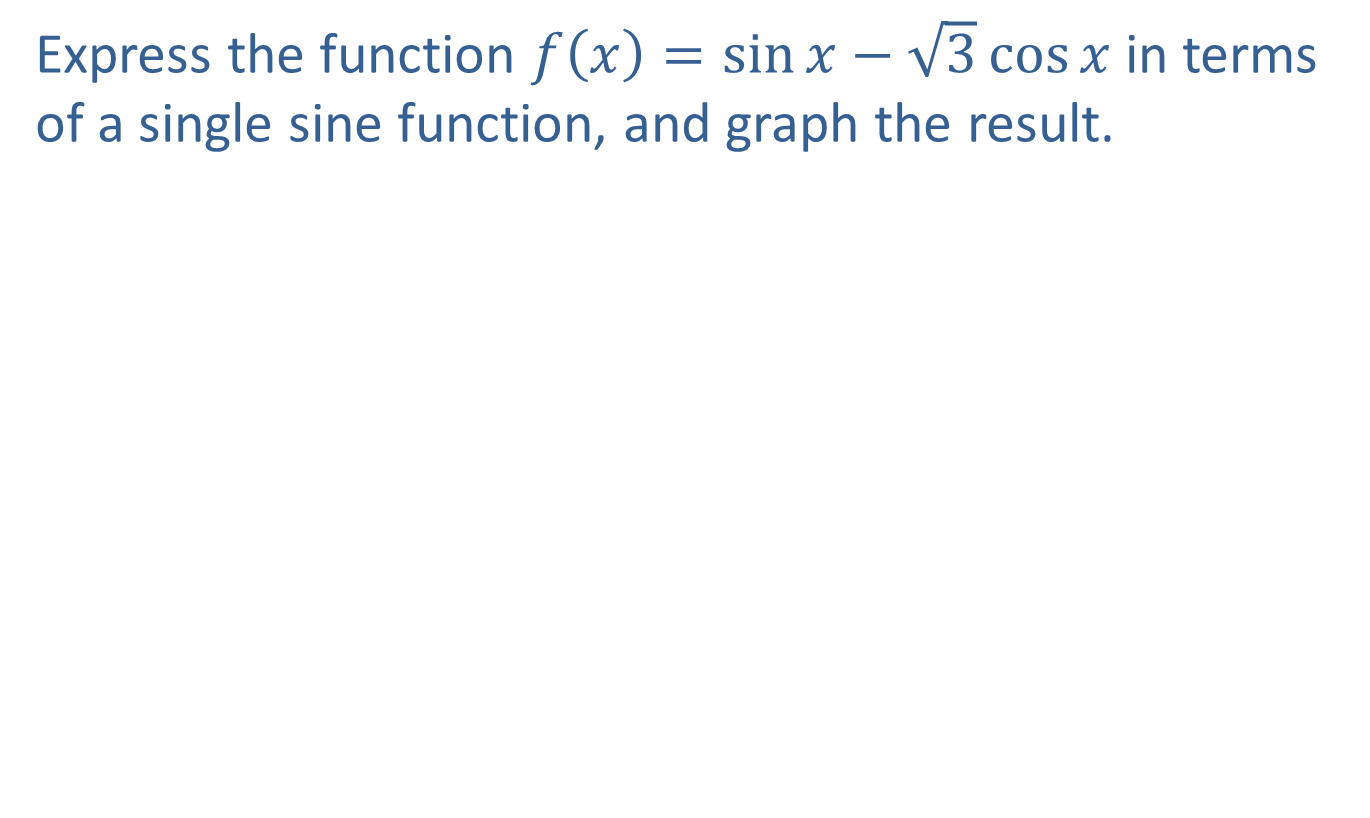 Express the function f(x) = sin x − √3 cos x in terms
of a single sine function, and graph the result.